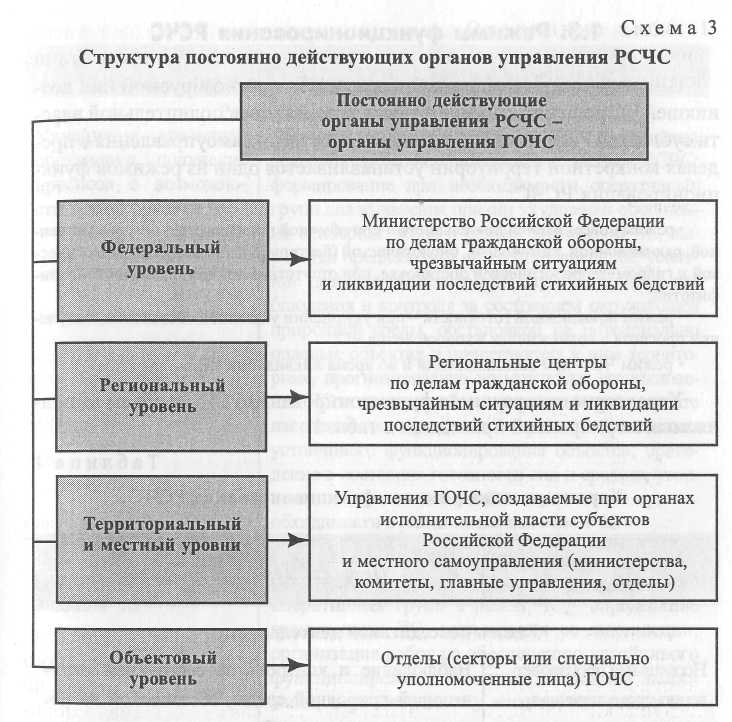 Схема 3
Структура постоянно действующих органов управления РСЧС
Постоянно действующие
органы управления РСЧС -
органы управления ГОЧС
Федеральный
уровень
Министерство Российской Федерации
по делам гражданской обороны,
чрезвычайным ситуациям
и ликвидации последствий стихийных бедствий
Региональный
уровень
Региональные центры
по делам гражданской обороны,
чрезвычайным ситуациям и ликвидации
последствий стихийных бедствий
Территориальный
и местный уровни
Управления ГОЧС, создаваемые при органах
исполнительной власти субъектов
Российской Федерации
и местного самоуправления (министерства,
комитеты, главные управления, отделы)
Объектовый
уровень
Отделы (секторы или специально
уполномоченные лица) ГОЧС